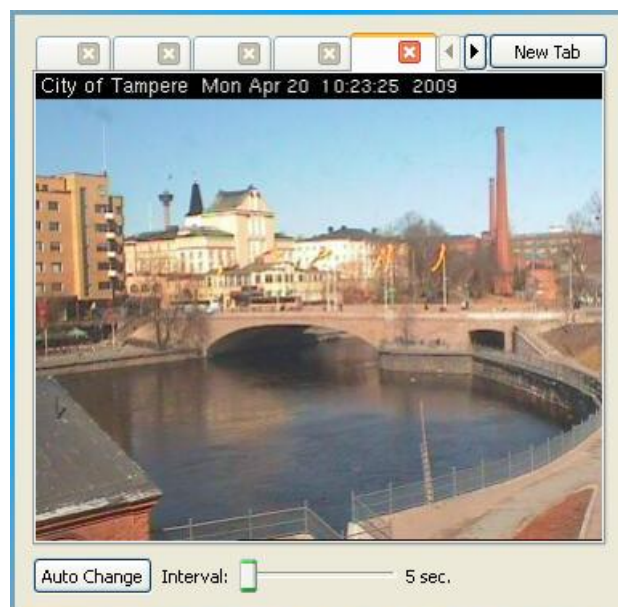 New Tab
City of Tampere Mon Apr 20 10:23:25 2009
Auto Change Interval: 5 sec.